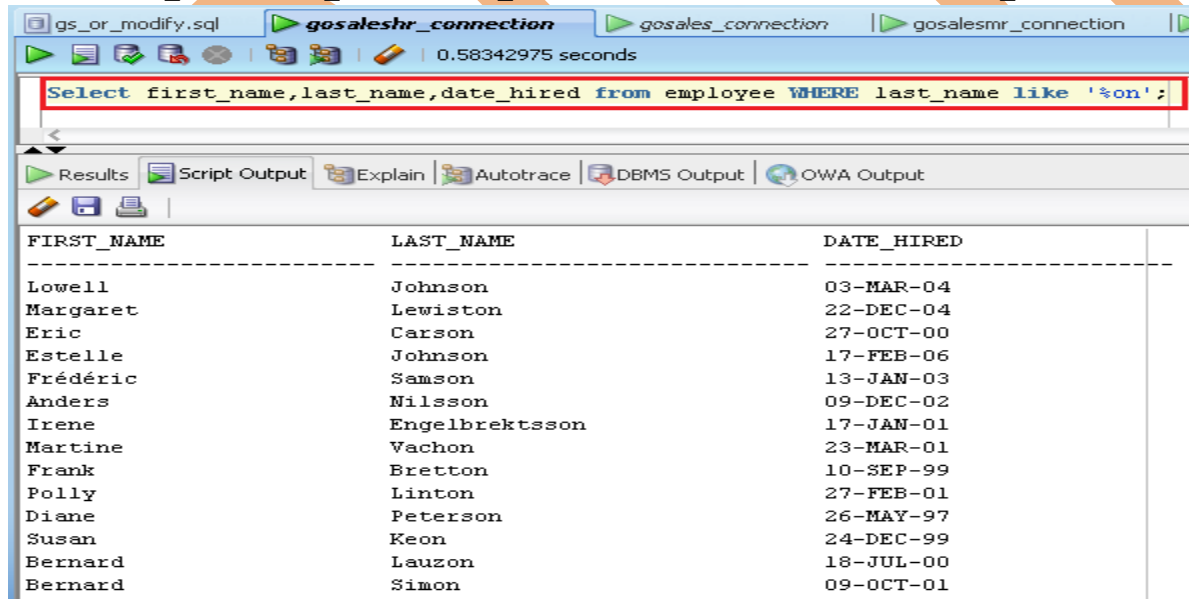 gs_or_modify.sql gosaleshr_connection gosales_connection gosalesmr_connection
0.58342975 seconds
Select first_name,last_name,date_hired from employee WHERE last_name like '%on';
Results Script Output Explain Autotrace DBMS Output OWA Output
FIRST_NAME LAST_NAME DATE_HIRED
------------------------- ------------------------------ -------------------------
Lowell Johnson 03-MAR-04
Margaret Lewiston 22-DEC-04
Eric Carson 27-OCT-00
Estelle Johnson 17-FEB-06
Frédéric Samson 13-JAN-03
Anders Nilsson 09-DEC-02
Irene Engelbrektsson 17-JAN-01
Martine Vachon 23-MAR-01
Frank Bretton 10-SEP-99
Polly Linton 27-FEB-01
Diane Peterson 26-MAY-97
Susan Keon 24-DEC-99
Bernard Lauzon 18-JUL-00
Bernard Simon 09-OCT-01